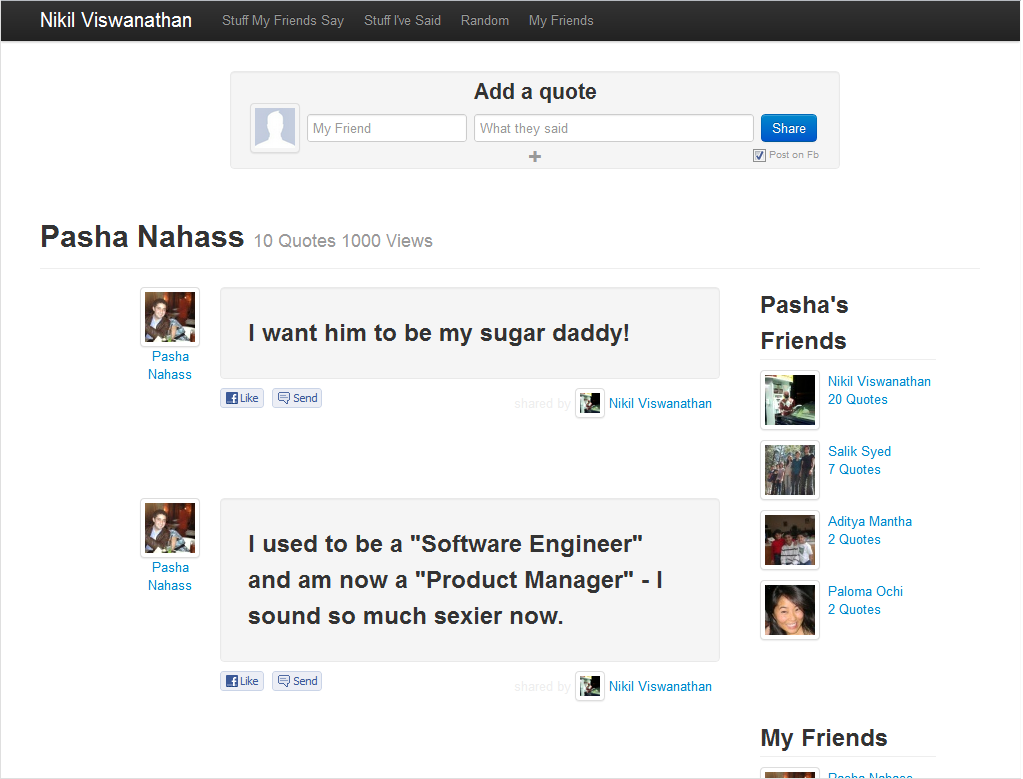 Nikil Viswanathan
Stuff My Friends Say
Stuff I've Said
Random
My Friends
Add a quote
My Friend
What they said
Share
Post on Fb
Pasha Nahass 10 Quotes 1000 Views
Pasha
Nahass
I want him to be my sugar daddy!
Like
Send
shared by
Nikil Viswanathan
Pasha
Nahass
I used to be a "Software Engineer"
and am now a "Product Manager" - I
sound so much sexier now.
Like
Send
shared by
Nikil Viswanathan
Pasha's
Friends
Nikil Viswanathan
20 Quotes
Salik Syed
7 Quotes
Aditya Mantha
2 Quotes
Paloma Ochi
2 Quotes
My Friends
Pasha Nahass